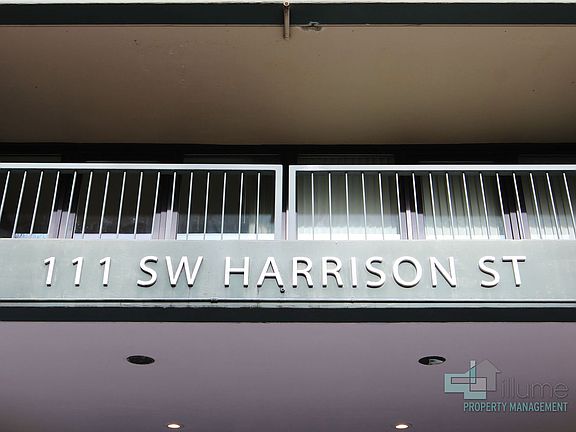 111 SW HARRISON ST
illume
PROPERTY MANAGEMENT